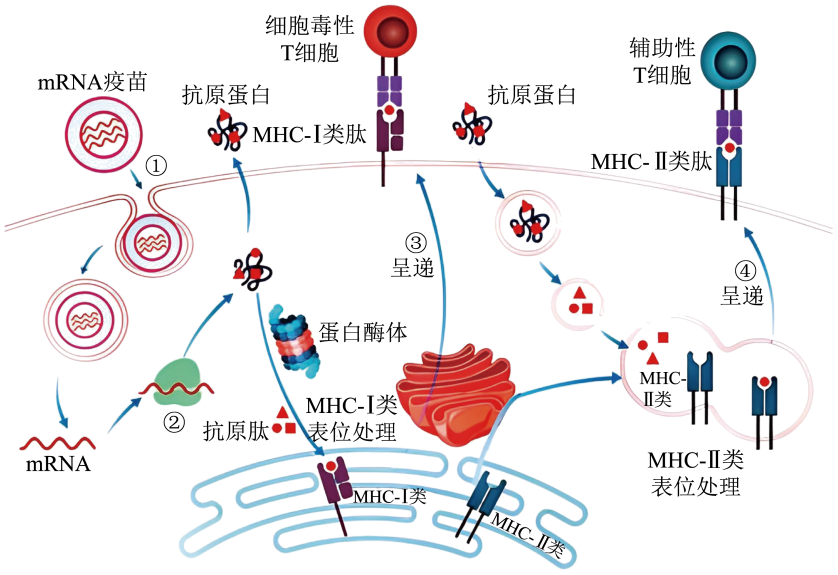 细胞毒性
T细胞
辅助性
T细胞
mRNA疫苗
抗原蛋白
抗原蛋白
MHC-Ⅰ类肽
MHC-Ⅱ类肽
①
③
呈递
④
呈递
蛋白酶体
②
抗原肽
MHC-Ⅰ类
表位处理
MHC-
Ⅱ类
mRNA
MHC-Ⅱ类
表位处理
MHC-Ⅰ类
MHC-Ⅱ类